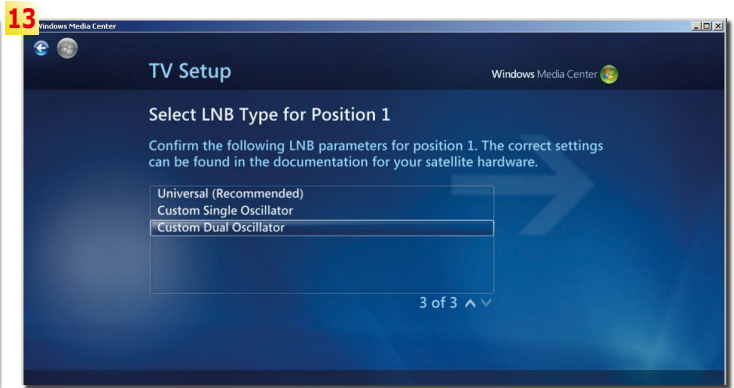 13
Windows Media Center
TV Setup
Windows Media Center
Select LNB Type for Position 1
Confirm the following LNB parameters for position 1. The correct settings
can be found in the documentation for your satellite hardware.
Universal (Recommended)
Custom Single Oscillator
Custom Dual Oscillator
3 of 3